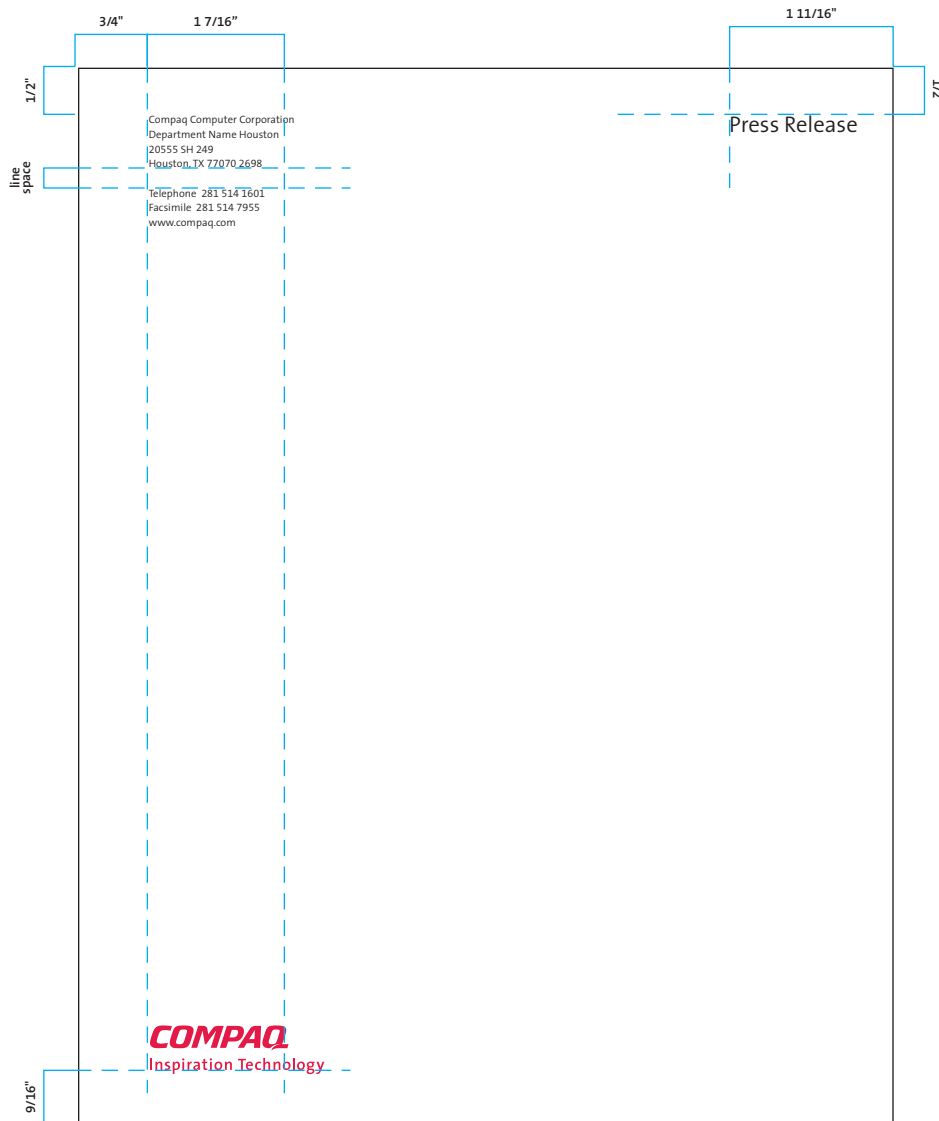 3/4" 1 7/16” 1 11/16"
1/2"
1/2
Compaq Computer Corporation
Department Name Houston
20555 SH 249
Houston, TX 77070 2698
Press Release
line
space
Telephone 281 514 1601
Facsimile 281 514 7955
www.compaq.com
COMPAQ
Inspiration Technology
9/16"